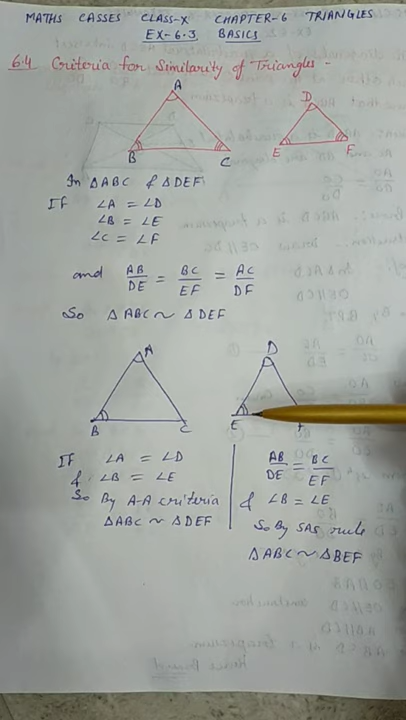 MATHS CASSES CLASS-X CHAPTER-6 TRIANGLES
EX-6.3 BASICS
6.4 Criteria for Similarity of Triangles -
A
B
C
D
E
F
In ΔABC & ΔDEF:
If ∠A = ∠D
∠B = ∠E
∠C = ∠F
and AB/DE = BC/EF = AC/DF
So ΔABC ~ ΔDEF
A
B
C
D
E
If ∠A = ∠D
& ∠B = ∠E
So By A-A criteria
ΔABC ~ ΔDEF
AB/DE = BC/EF
& ∠B = ∠E
So By SAS rule
ΔABC ~ ΔBEF